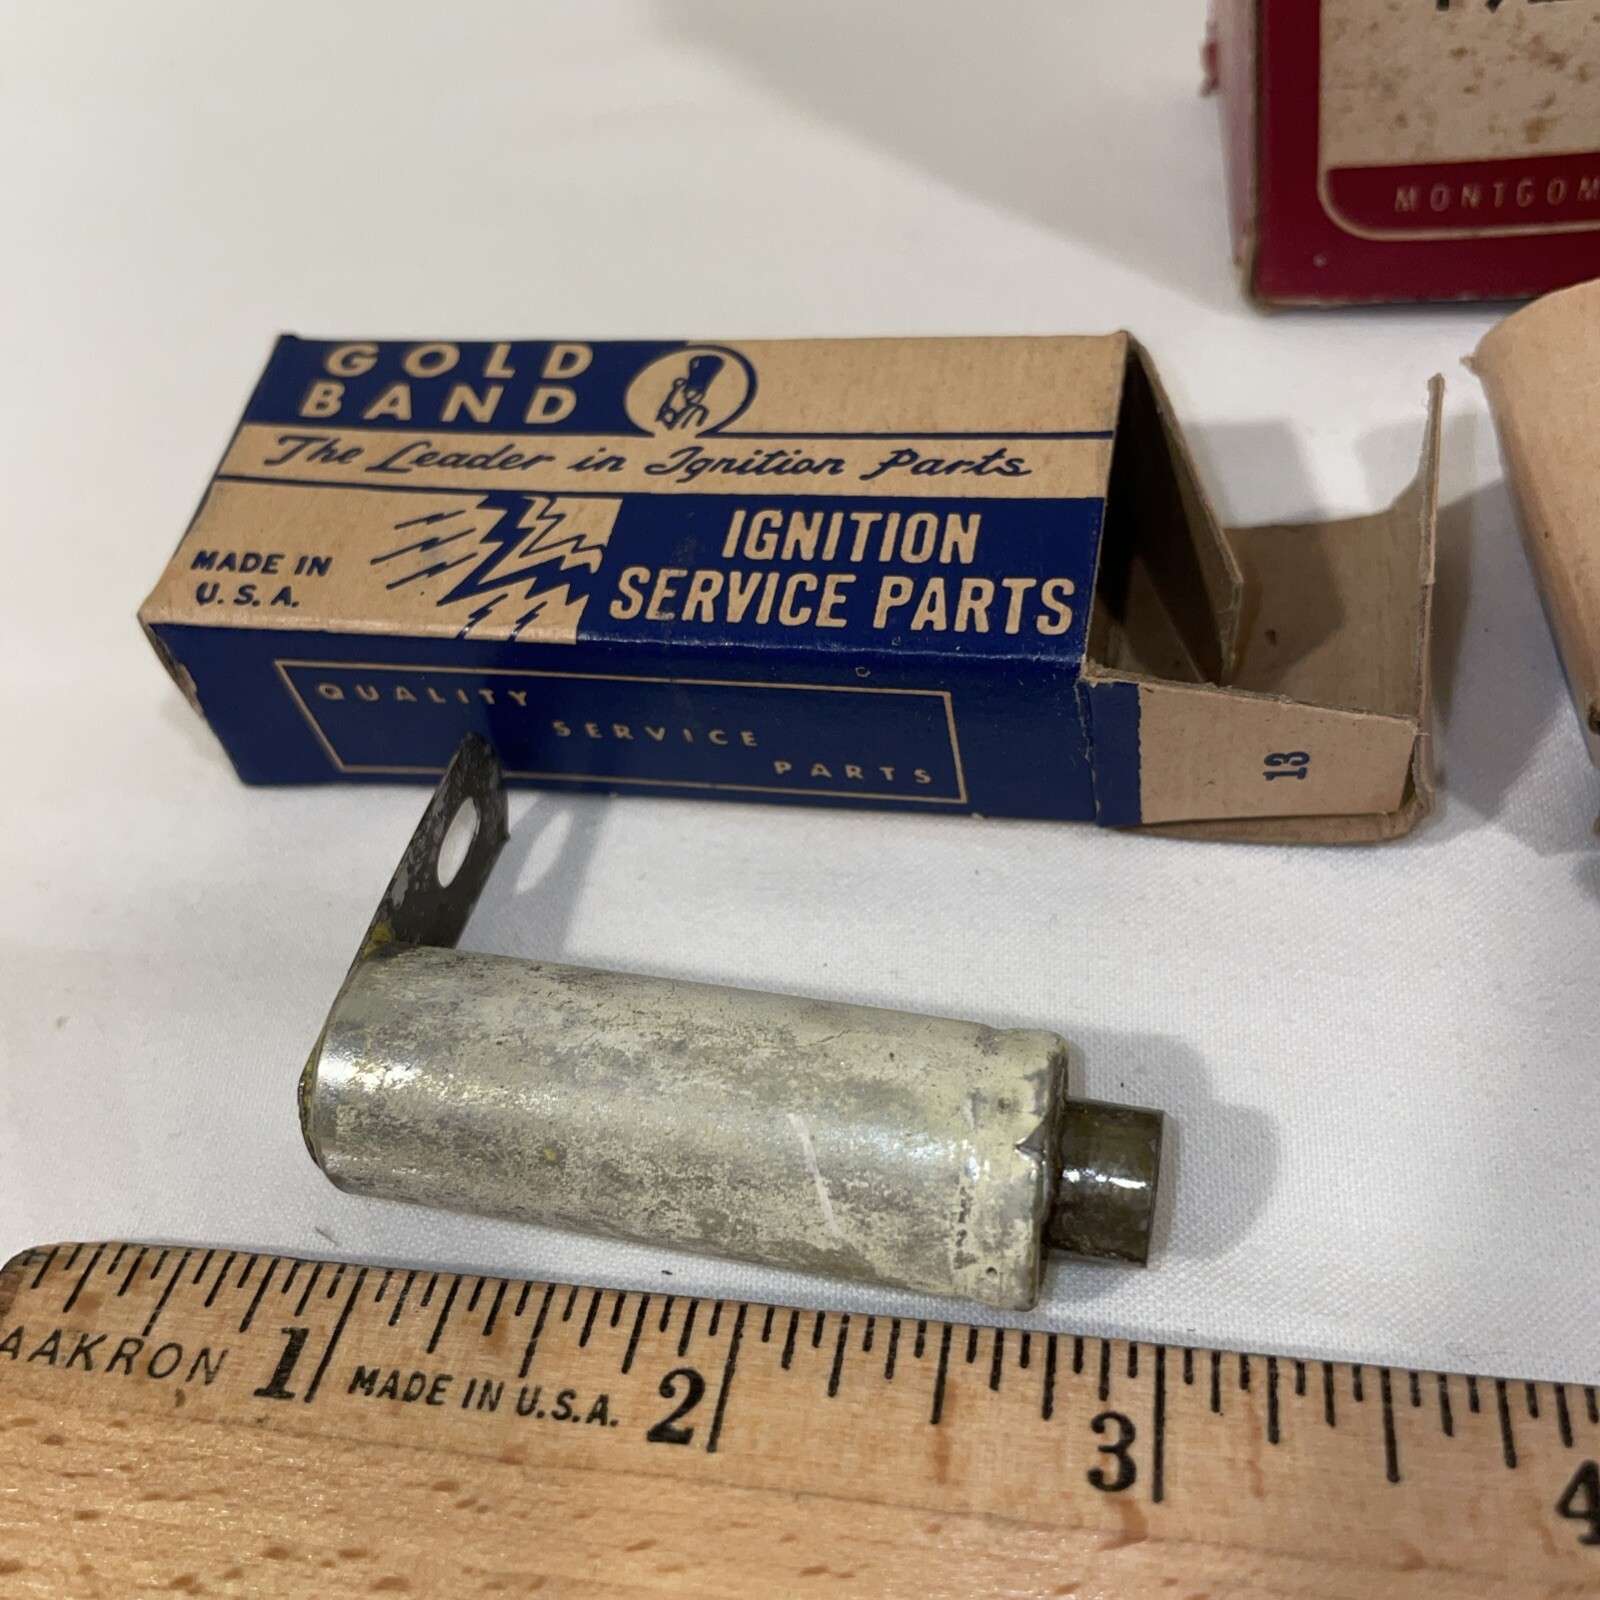 MONTGOM
GOLD
BAND
The Leader in Ignition Parts
MADE IN
U.S.A.
IGNITION
SERVICE PARTS
QUALITY
SERVICE
PARTS
13
AAKRON 1 MADE IN U.S.A. 2 3 4